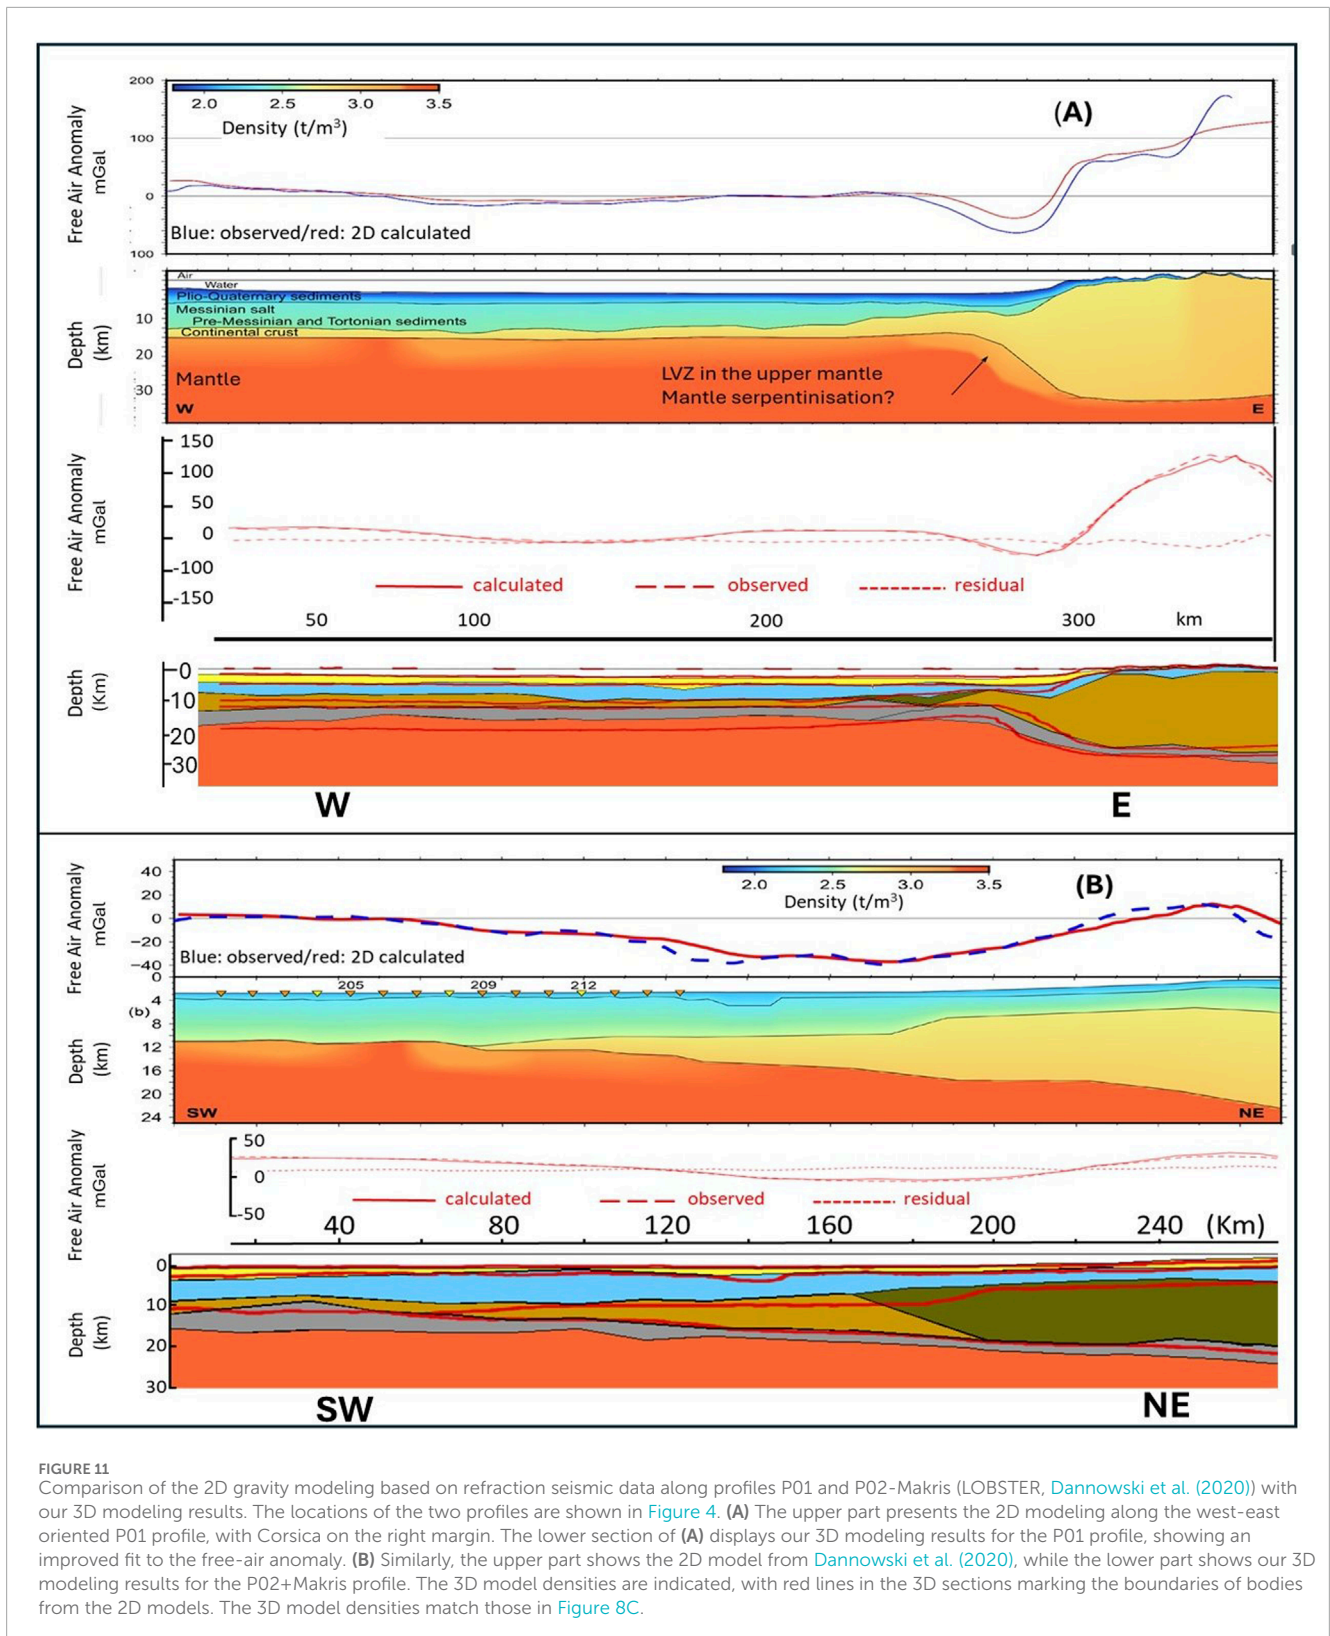 200
100
0
100
Free Air Anomaly
mGal
2.0 2.5 3.0 3.5
Density (t/m³)
(A)
Blue: observed/red: 2D calculated
Depth
(km)
10
20
30
Air
Water
Plio-Quaternary sediments
Messinian salt
Pre-Messinian and Tortonian sediments
Continental crust
Mantle
LVZ in the upper mantle
Mantle serpentinisation?
W E
Free Air Anomaly
mGal
150
100
50
0
-100
-150
calculated observed residual
50 100 200 300 km
Depth
(Km)
0
10
20
30
W E
Free Air Anomaly
mGal
40
20
0
−20
−40
2.0 2.5 3.0 3.5
Density (t/m³)
(B)
Blue: observed/red: 2D calculated
0
4
8
12
16
20
24
(b)
Depth
(km)
205 209 212
SW NE
Free Air Anomaly
mGal
50
0
-50
calculated observed residual
40 80 120 160 200 240 (Km)
Depth
(km)
0
10
20
30
SW NE
FIGURE 11
Comparison of the 2D gravity modeling based on refraction seismic data along profiles P01 and P02-Makris (LOBSTER, Dannowski et al. (2020)) with
our 3D modeling results. The locations of the two profiles are shown in Figure 4. (A) The upper part presents the 2D modeling along the west-east
oriented P01 profile, with Corsica on the right margin. The lower section of (A) displays our 3D modeling results for the P01 profile, showing an
improved fit to the free-air anomaly. (B) Similarly, the upper part shows the 2D model from Dannowski et al. (2020), while the lower part shows our 3D
modeling results for the P02+Makris profile. The 3D model densities are indicated, with red lines in the 3D sections marking the boundaries of bodies
from the 2D models. The 3D model densities match those in Figure 8C.